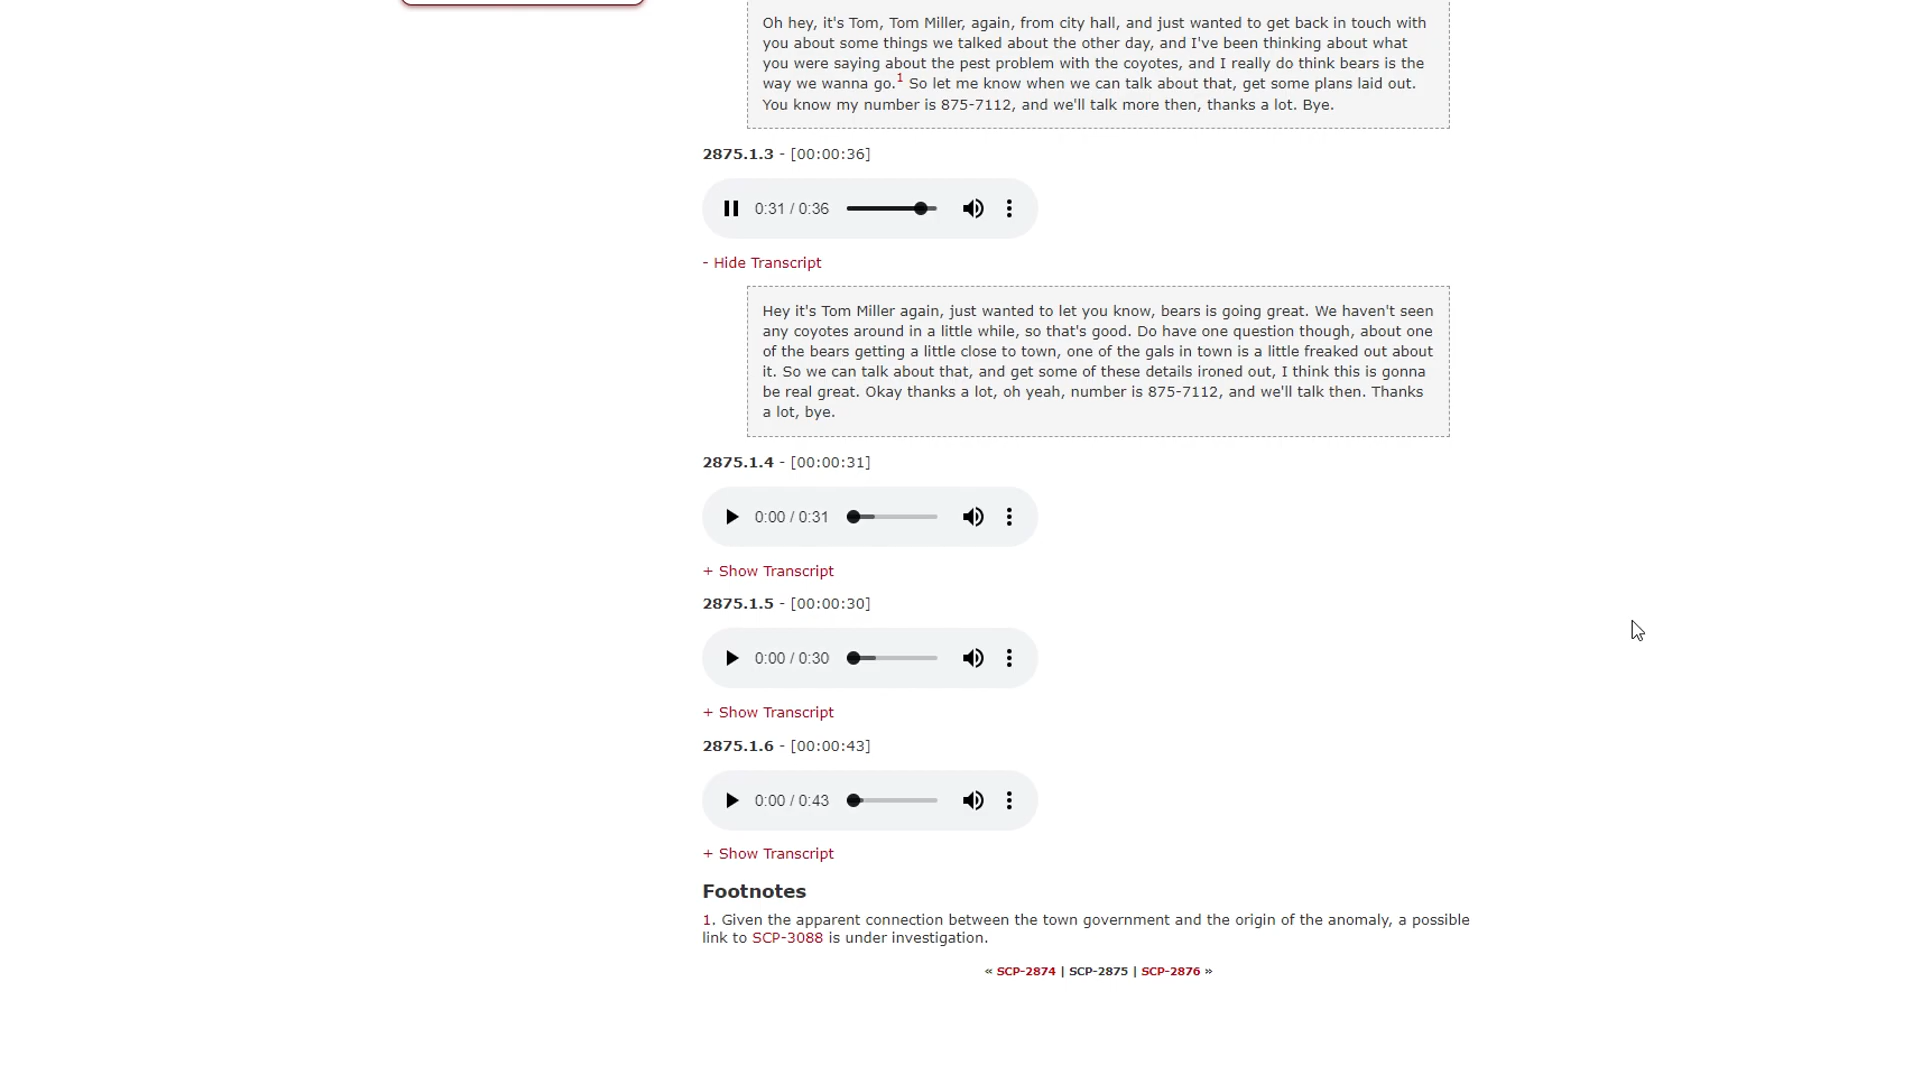 Oh hey, it's Tom, Tom Miller, again, from city hall, and just wanted to get back in touch with
you about some things we talked about the other day, and I've been thinking about what
you were saying about the pest problem with the coyotes, and I really do think bears is the
way we wanna go.1 So let me know when we can talk about that, get some plans laid out.
You know my number is 875-7112, and we'll talk more then, thanks a lot. Bye.
2875.1.3 - [00:00:36]
0:31 / 0:36
- Hide Transcript
Hey it's Tom Miller again, just wanted to let you know, bears is going great. We haven't seen
any coyotes around in a little while, so that's good. Do have one question though, about one
of the bears getting a little close to town, one of the gals in town is a little freaked out about
it. So we can talk about that, and get some of these details ironed out, I think this is gonna
be real great. Okay thanks a lot, oh yeah, number is 875-7112, and we'll talk then. Thanks
a lot, bye.
2875.1.4 - [00:00:31]
0:00 / 0:31
+ Show Transcript
2875.1.5 - [00:00:30]
0:00 / 0:30
+ Show Transcript
2875.1.6 - [00:00:43]
0:00 / 0:43
+ Show Transcript
Footnotes
1. Given the apparent connection between the town government and the origin of the anomaly, a possible
link to SCP-3088 is under investigation.
« SCP-2874 | SCP-2875 | SCP-2876 »